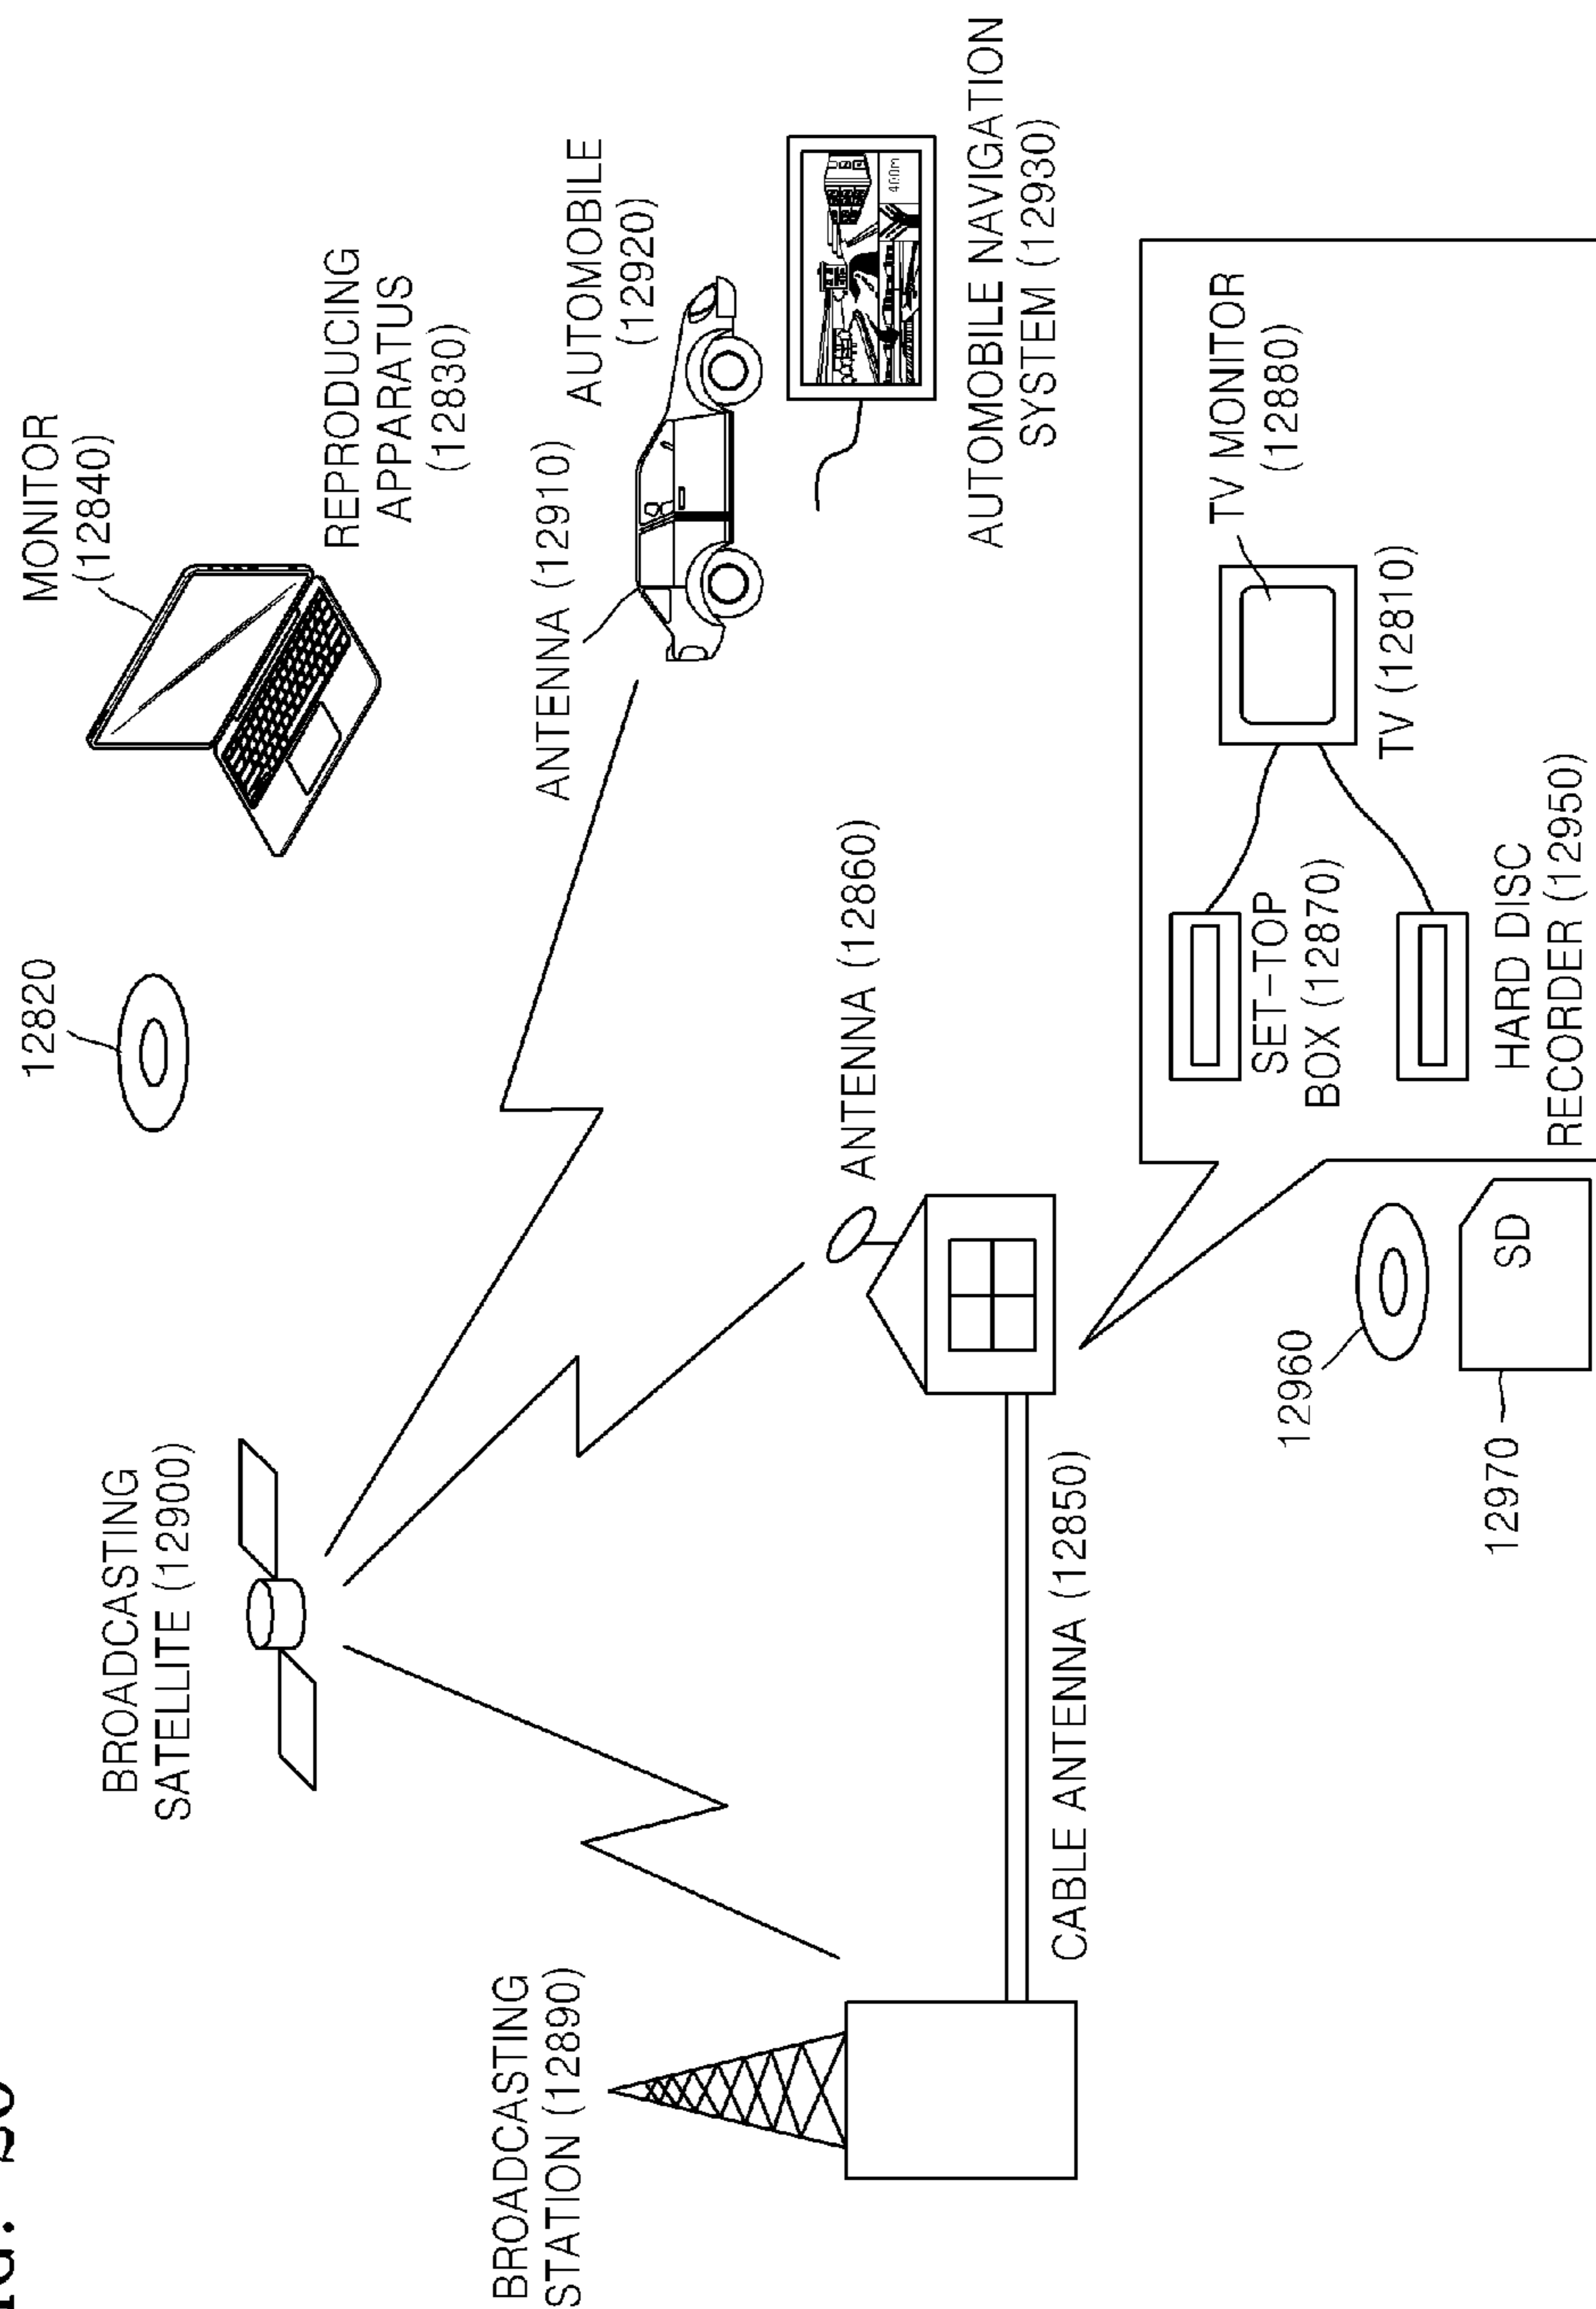 12820
MONITOR
(12840)
REPRODUCING
APPARATUS
(12830)
BROADCASTING
SATELLITE (12900)
ANTENNA (12910)
AUTOMOBILE
(12920)
400m
AUTOMOBILE NAVIGATION
SYSTEM (12930)
BROADCASTING
STATION (12890)
ANTENNA (12860)
CABLE ANTENNA (12850)
TV MONITOR
(12880)
SET-TOP
BOX (12870)
TV (12810)
HARD DISC
RECORDER (12950)
12960
12970
SD